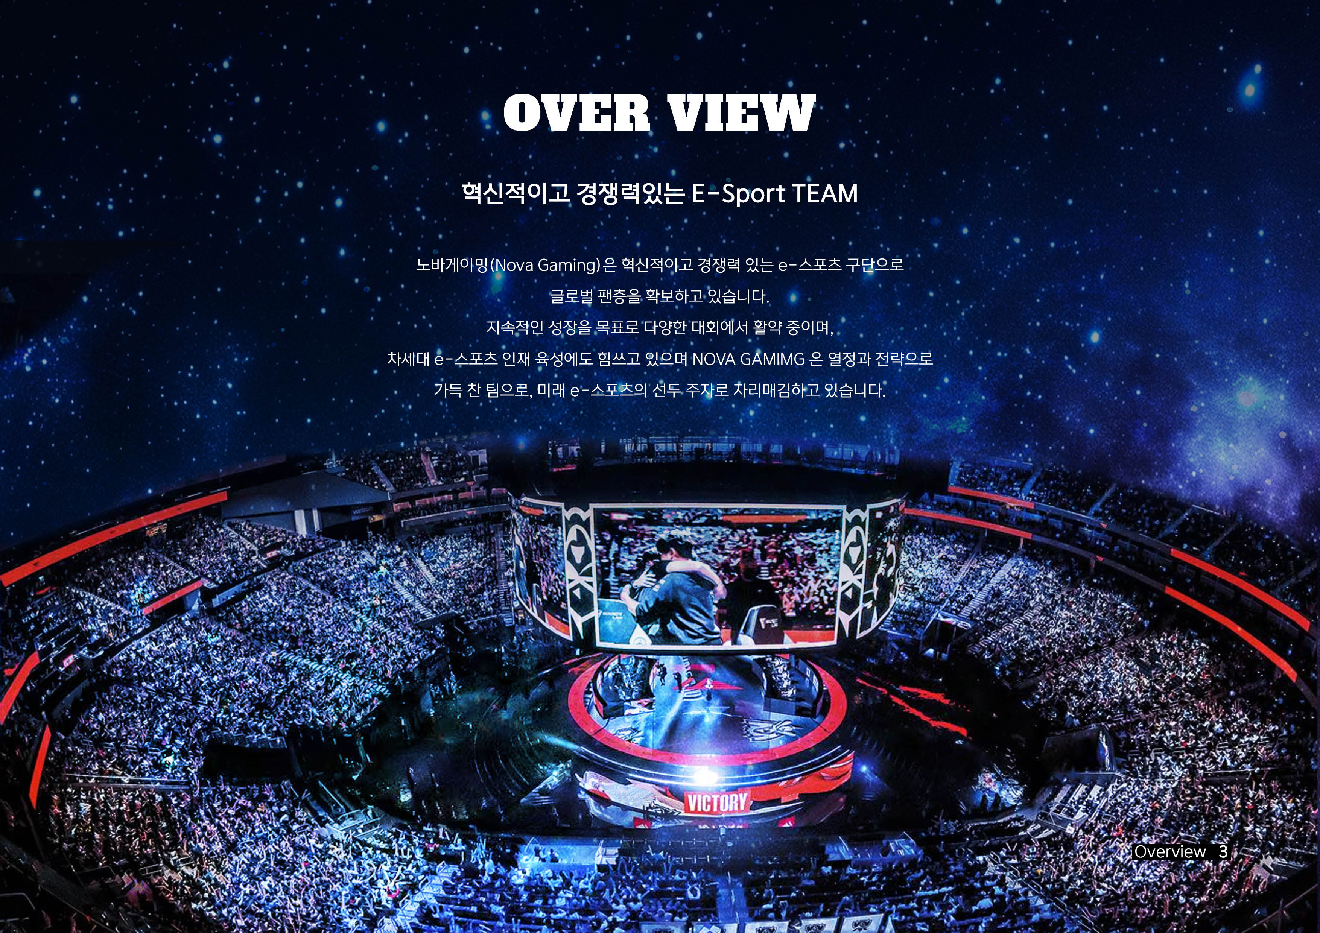 OVER VIEW
혁신적이고 경쟁력있는 E-Sport TEAM
노바게이밍(Nova Gaming)은 혁신적이고 경쟁력 있는 e-스포츠 구단으로
글로벌 팬층을 확보하고 있습니다.
지속적인 성장을 목표로 다양한 대회에서 활약 중이며,
차세대 e-스포츠 인재 육성에도 힘쓰고 있으며 NOVA GAMIMG 은 열정과 전략으로
가득 찬 팀으로, 미래 e-스포츠의 선두 주자로 자리매김하고 있습니다.
VICTORY
Overview 3